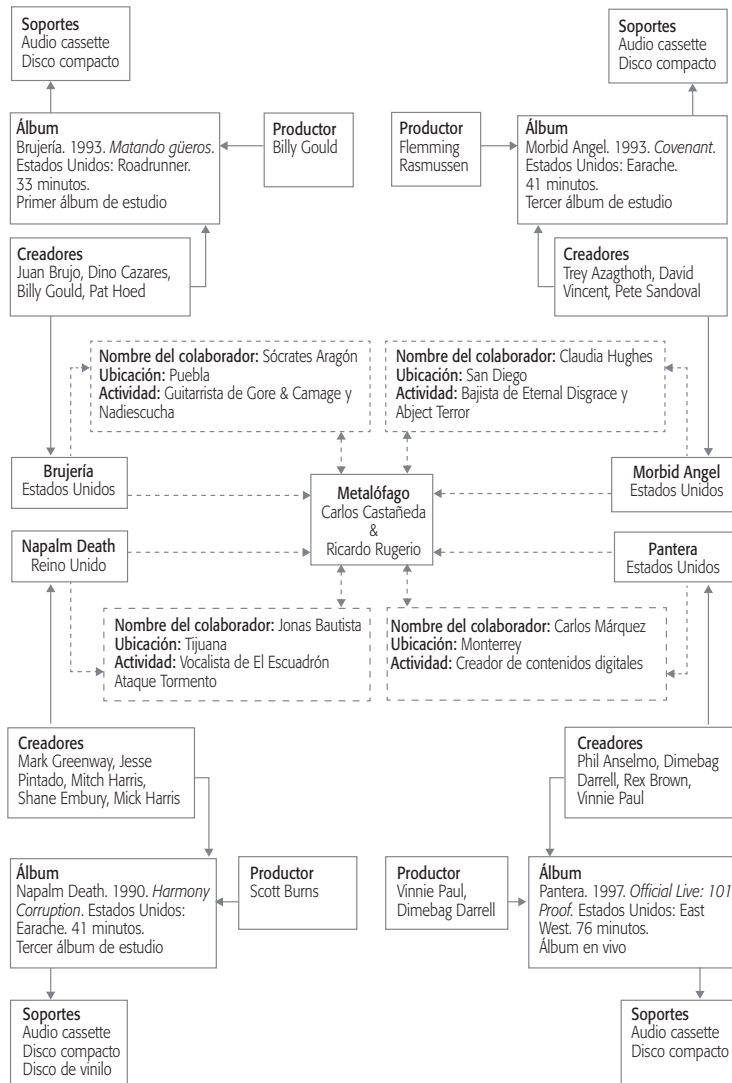 Soportes
Audio cassette
Disco compacto
Soportes
Audio cassette
Disco compacto
Álbum
Brujería. 1993. Matando güeros.
Estados Unidos: Roadrunner.
33 minutos.
Primer álbum de estudio
Productor
Billy Gould
Productor
Flemming
Rasmussen
Álbum
Morbid Angel. 1993. Covenant.
Estados Unidos: Earache.
41 minutos.
Tercer álbum de estudio
Creadores
Juan Brujo, Dino Cazares,
Billy Gould, Pat Hoed
Creadores
Trey Azagthoth, David
Vincent, Pete Sandoval
Nombre del colaborador: Sócrates Aragón
Ubicación: Puebla
Actividad: Guitarrista de Gore & Carnage y
Nadiescucha
Nombre del colaborador: Claudia Hughes
Ubicación: San Diego
Actividad: Bajista de Eternal Disgrace y
Abject Terror
Brujería
Estados Unidos
Metalófago
Carlos Castañeda
&
Ricardo Rugerio
Morbid Angel
Estados Unidos
Napalm Death
Reino Unido
Pantera
Estados Unidos
Nombre del colaborador: Jonas Bautista
Ubicación: Tijuana
Actividad: Vocalista de El Escuadrón
Ataque Tormento
Nombre del colaborador: Carlos Márquez
Ubicación: Monterrey
Actividad: Creador de contenidos digitales
Creadores
Mark Greenway, Jesse
Pintado, Mitch Harris,
Shane Embury, Mick Harris
Creadores
Phil Anselmo, Dimebag
Darrell, Rex Brown,
Vinnie Paul
Álbum
Napalm Death. 1990. Harmony
Corruption. Estados Unidos:
Earache. 41 minutos.
Tercer álbum de estudio
Productor
Scott Burns
Productor
Vinnie Paul,
Dimebag Darrell
Álbum
Pantera. 1997. Official Live: 101
Proof. Estados Unidos: East
West. 76 minutos.
Álbum en vivo
Soportes
Audio cassette
Disco compacto
Disco de vinilo
Soportes
Audio cassette
Disco compacto